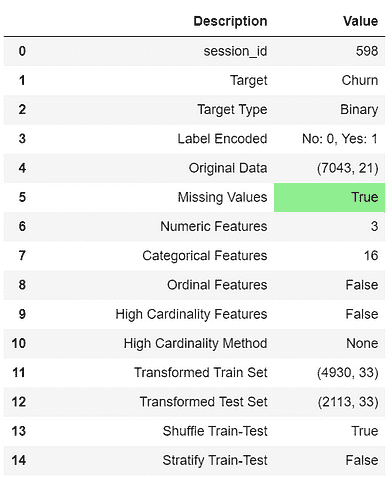 Description Value
0 session_id 598
1 Target Churn
2 Target Type Binary
3 Label Encoded No: 0, Yes: 1
4 Original Data (7043, 21)
5 Missing Values True
6 Numeric Features 3
7 Categorical Features 16
8 Ordinal Features False
9 High Cardinality Features False
10 High Cardinality Method None
11 Transformed Train Set (4930, 33)
12 Transformed Test Set (2113, 33)
13 Shuffle Train-Test True
14 Stratify Train-Test False